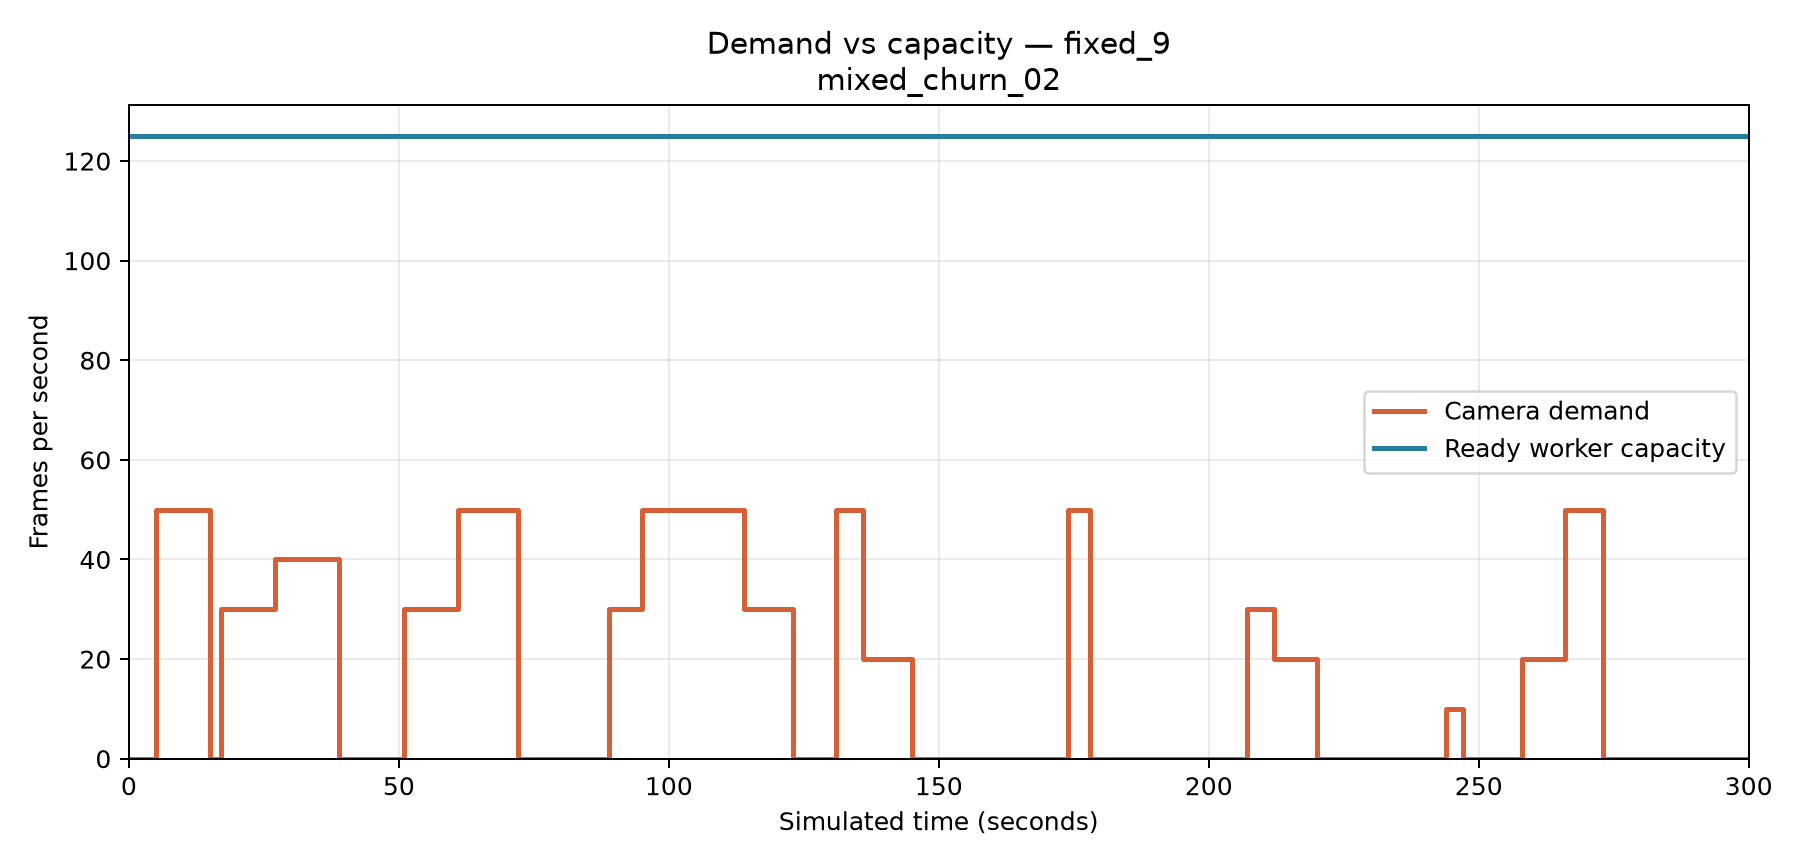 Demand vs capacity — fixed_9
mixed_churn_02
Frames per second
120
100
80
60
40
20
0
Camera demand
Ready worker capacity
0 50 100 150 200 250 300
Simulated time (seconds)